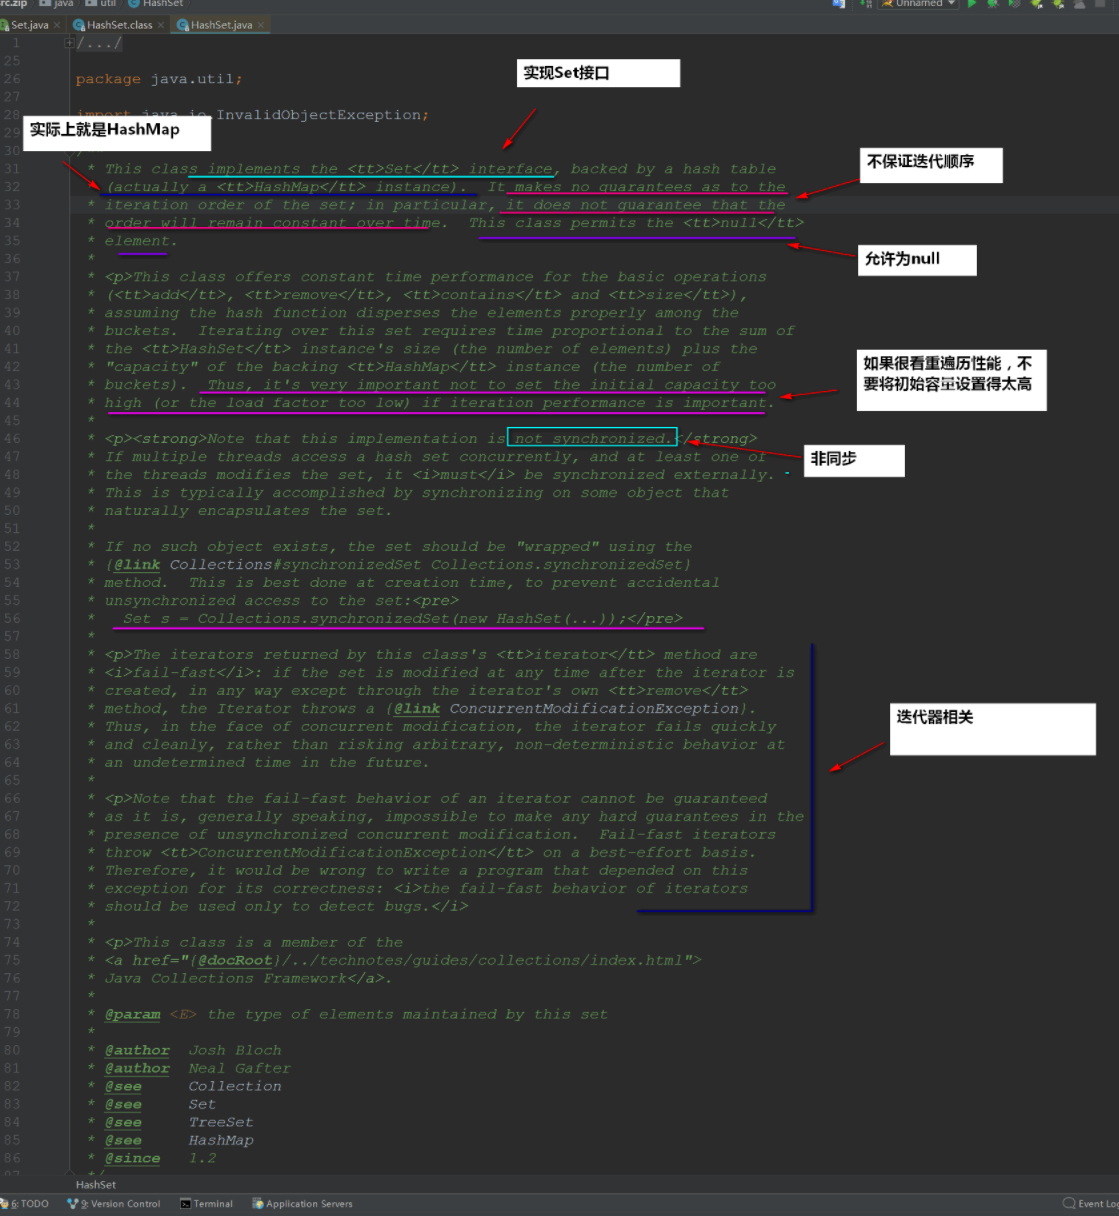 rc.zip java util HashSet Unnamed
Set.java × HashSet.class × HashSet.java ×
1 /.../
25
26 package java.util;
27
实现Set接口
28 import java.io.InvalidObjectException;
29
实际上就是HashMap
30
31 * This class implements the <tt>Set</tt> interface, backed by a hash table
不保证迭代顺序
32 * (actually a <tt>HashMap</tt> instance).  It makes no guarantees as to the
33 * iteration order of the set; in particular, it does not guarantee that the
34 * order will remain constant over time.  This class permits the <tt>null</tt>
35 * element.
允许为null
36 *
37 * <p>This class offers constant time performance for the basic operations
38 * (<tt>add</tt>, <tt>remove</tt>, <tt>contains</tt> and <tt>size</tt>),
39 * assuming the hash function disperses the elements properly among the
40 * buckets.  Iterating over this set requires time proportional to the sum of
41 * the <tt>HashSet</tt> instance's size (the number of elements) plus the
42 * "capacity" of the backing <tt>HashMap</tt> instance (the number of
43 * buckets).  Thus, it's very important not to set the initial capacity too
44 * high (or the load factor too low) if iteration performance is important.
如果很看重遍历性能，不
要将初始容量设置得太高
45 *
46 * <p><strong>Note that this implementation is not synchronized.</strong>
47 * If multiple threads access a hash set concurrently, and at least one of
非同步
48 * the threads modifies the set, it <i>must</i> be synchronized externally.
49 * This is typically accomplished by synchronizing on some object that
50 * naturally encapsulates the set.
51 *
52 * If no such object exists, the set should be "wrapped" using the
53 * {@link Collections#synchronizedSet Collections.synchronizedSet}
54 * method.  This is best done at creation time, to prevent accidental
55 * unsynchronized access to the set:<pre>
56 *   Set s = Collections.synchronizedSet(new HashSet(...));</pre>
57 *
58 * <p>The iterators returned by this class's <tt>iterator</tt> method are
59 * <i>fail-fast</i>: if the set is modified at any time after the iterator is
60 * created, in any way except through the iterator's own <tt>remove</tt>
61 * method, the Iterator throws a {@link ConcurrentModificationException}.
迭代器相关
62 * Thus, in the face of concurrent modification, the iterator fails quickly
63 * and cleanly, rather than risking arbitrary, non-deterministic behavior at
64 * an undetermined time in the future.
65 *
66 * <p>Note that the fail-fast behavior of an iterator cannot be guaranteed
67 * as it is, generally speaking, impossible to make any hard guarantees in the
68 * presence of unsynchronized concurrent modification.  Fail-fast iterators
69 * throw <tt>ConcurrentModificationException</tt> on a best-effort basis.
70 * Therefore, it would be wrong to write a program that depended on this
71 * exception for its correctness: <i>the fail-fast behavior of iterators
72 * should be used only to detect bugs.</i>
73 *
74 * <p>This class is a member of the
75 * <a href="{@docRoot}/../technotes/guides/collections/index.html">
76 * Java Collections Framework</a>.
77 *
78 * @param <E> the type of elements maintained by this set
79 *
80 * @author  Josh Bloch
81 * @author  Neal Gafter
82 * @see     Collection
83 * @see     Set
84 * @see     TreeSet
85 * @see     HashMap
86 * @since   1.2
HashSet
6: TODO 9: Version Control Terminal Application Servers Event Lo